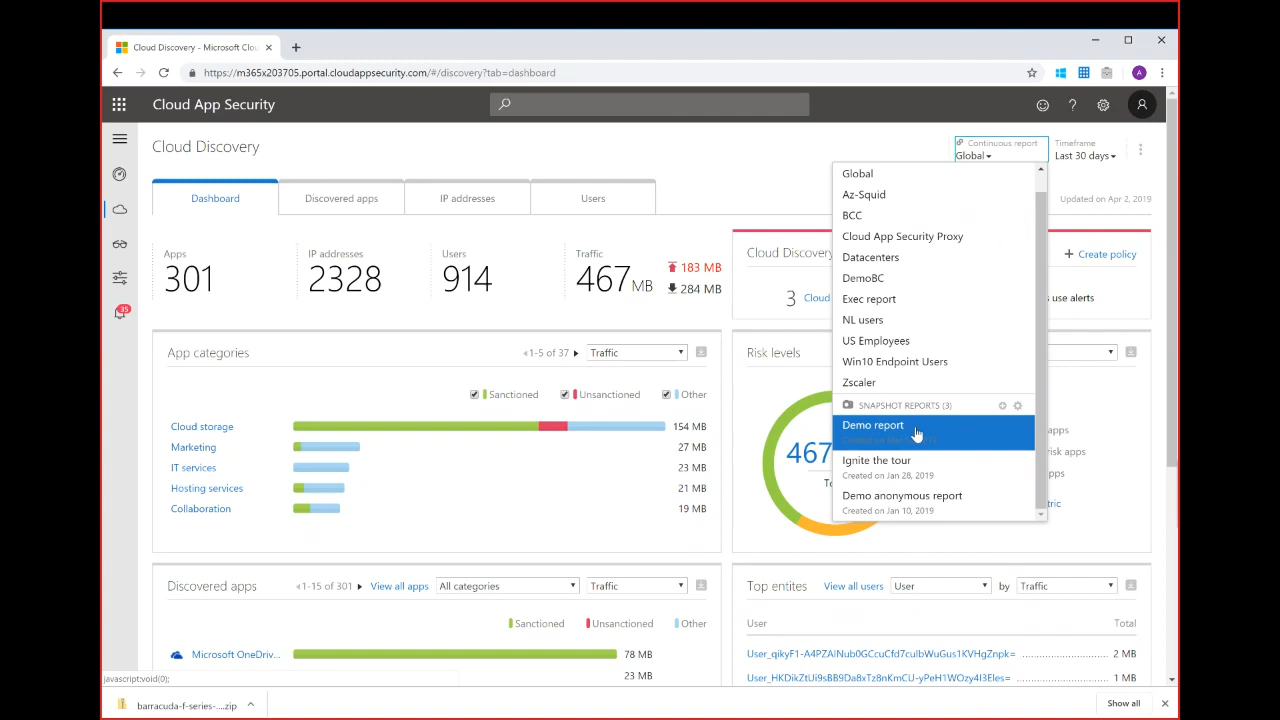 Cloud Discovery - Microsoft Clou
https://m365x203705.portal.cloudappsecurity.com/#/discovery?tab=dashboard
A
Cloud App Security
?
Cloud Discovery
Continuous report
Global
Timeframe
Last 30 days
Dashboard
Discovered apps
IP addresses
Users
Updated on Apr 2, 2019
Apps
301
IP addresses
2328
Users
914
Traffic
467 MB
183 MB
284 MB
Cloud Discovery
+ Create policy
3 Cloud
use alerts
Global
Az-Squid
BCC
Cloud App Security Proxy
Datacenters
DemoBC
Exec report
NL users
US Employees
Win10 Endpoint Users
Zscaler
SNAPSHOT REPORTS (3)
Demo report
Ignite the tour
Created on Jan 28, 2019
Demo anonymous report
Created on Jan 10, 2019
35
App categories
1-5 of 37
Traffic
Sanctioned
Unsanctioned
Other
Cloud storage
154 MB
Marketing
27 MB
IT services
23 MB
Hosting services
21 MB
Collaboration
19 MB
Risk levels
467
apps
risk apps
apps
Discovered apps
1-15 of 301
View all apps
All categories
Traffic
Sanctioned
Unsanctioned
Other
Microsoft OneDriv...
78 MB
23 MB
Top entites
View all users
User
by
Traffic
User
Total
User_qikyF1-A4PZAlNub0GCcuCfd7culbWuGus1KVHgZnpk=
2 MB
User_HKDikZtUi9sBB9Da8xTz8nKmCU-yPeH1WOzy4I3Eles=
1 MB
javascript:void(0);
barracuda-f-series-....zip
Show all